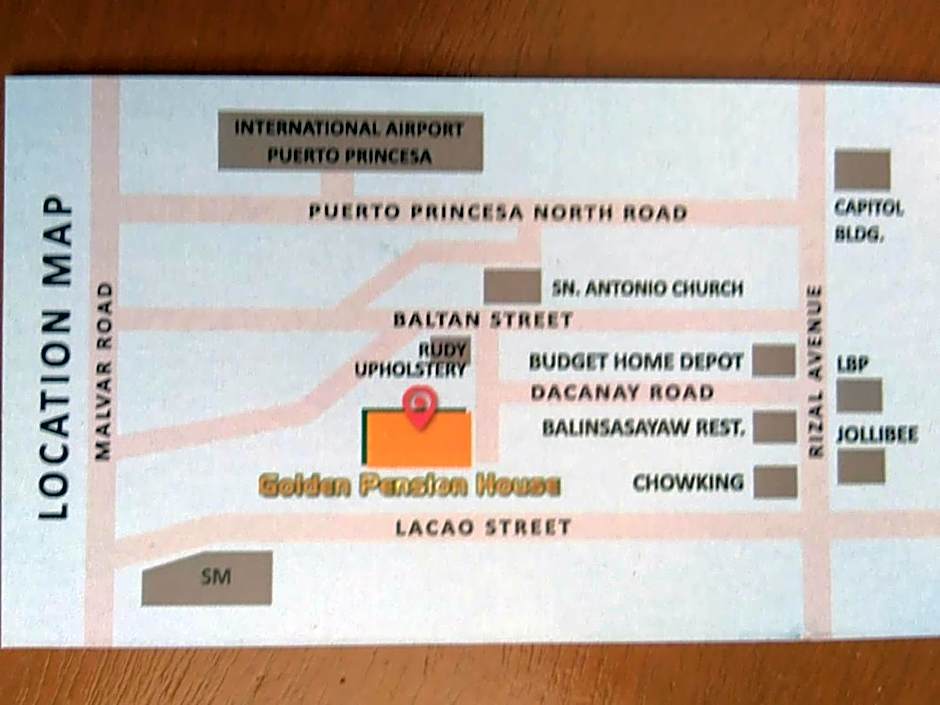 LOCATION MAP
MALVAR ROAD
INTERNATIONAL AIRPORT
PUERTO PRINCESA
PUERTO PRINCESA NORTH ROAD
CAPITOL
BLDG.
SN. ANTONIO CHURCH
BALTAN STREET
RIZAL AVENUE
RUDY
UPHOLSTERY
BUDGET HOME DEPOT
LBP
DACANAY ROAD
BALINSASAYAW REST.
JOLLIBEE
Golden Pension House
CHOWKING
LACAO STREET
SM